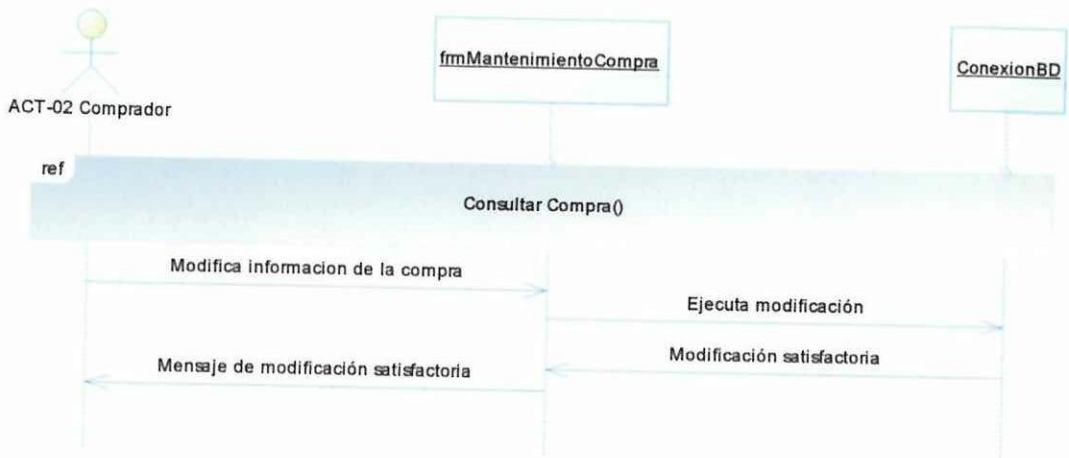 frmMantenimientoCompra
ConexionBD
ACT-02 Comprador
ref
Consultar Compra()
Modifica informacion de la compra
Ejecuta modificación
Modificación satisfactoria
Mensaje de modificación satisfactoria